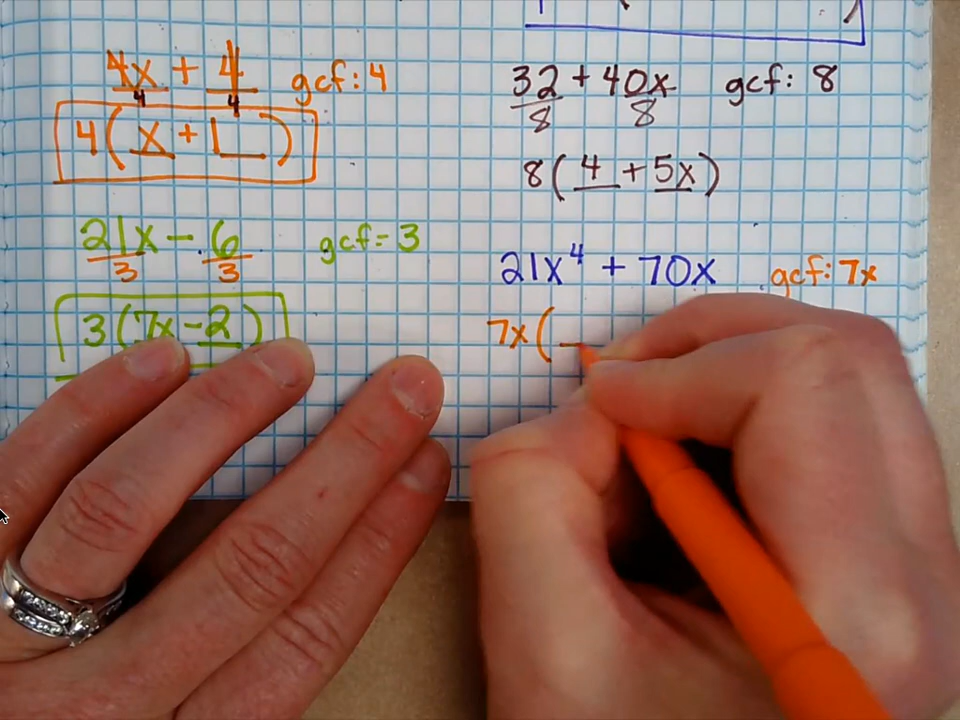 4x + 4 gcf: 4
4 4
4(x + 1)
21x - 6 gcf= 3
3 3
3(7x - 2)
32 + 40x gcf: 8
8 8
8(4 + 5x)
21x⁴ + 70x gcf: 7x
7x(